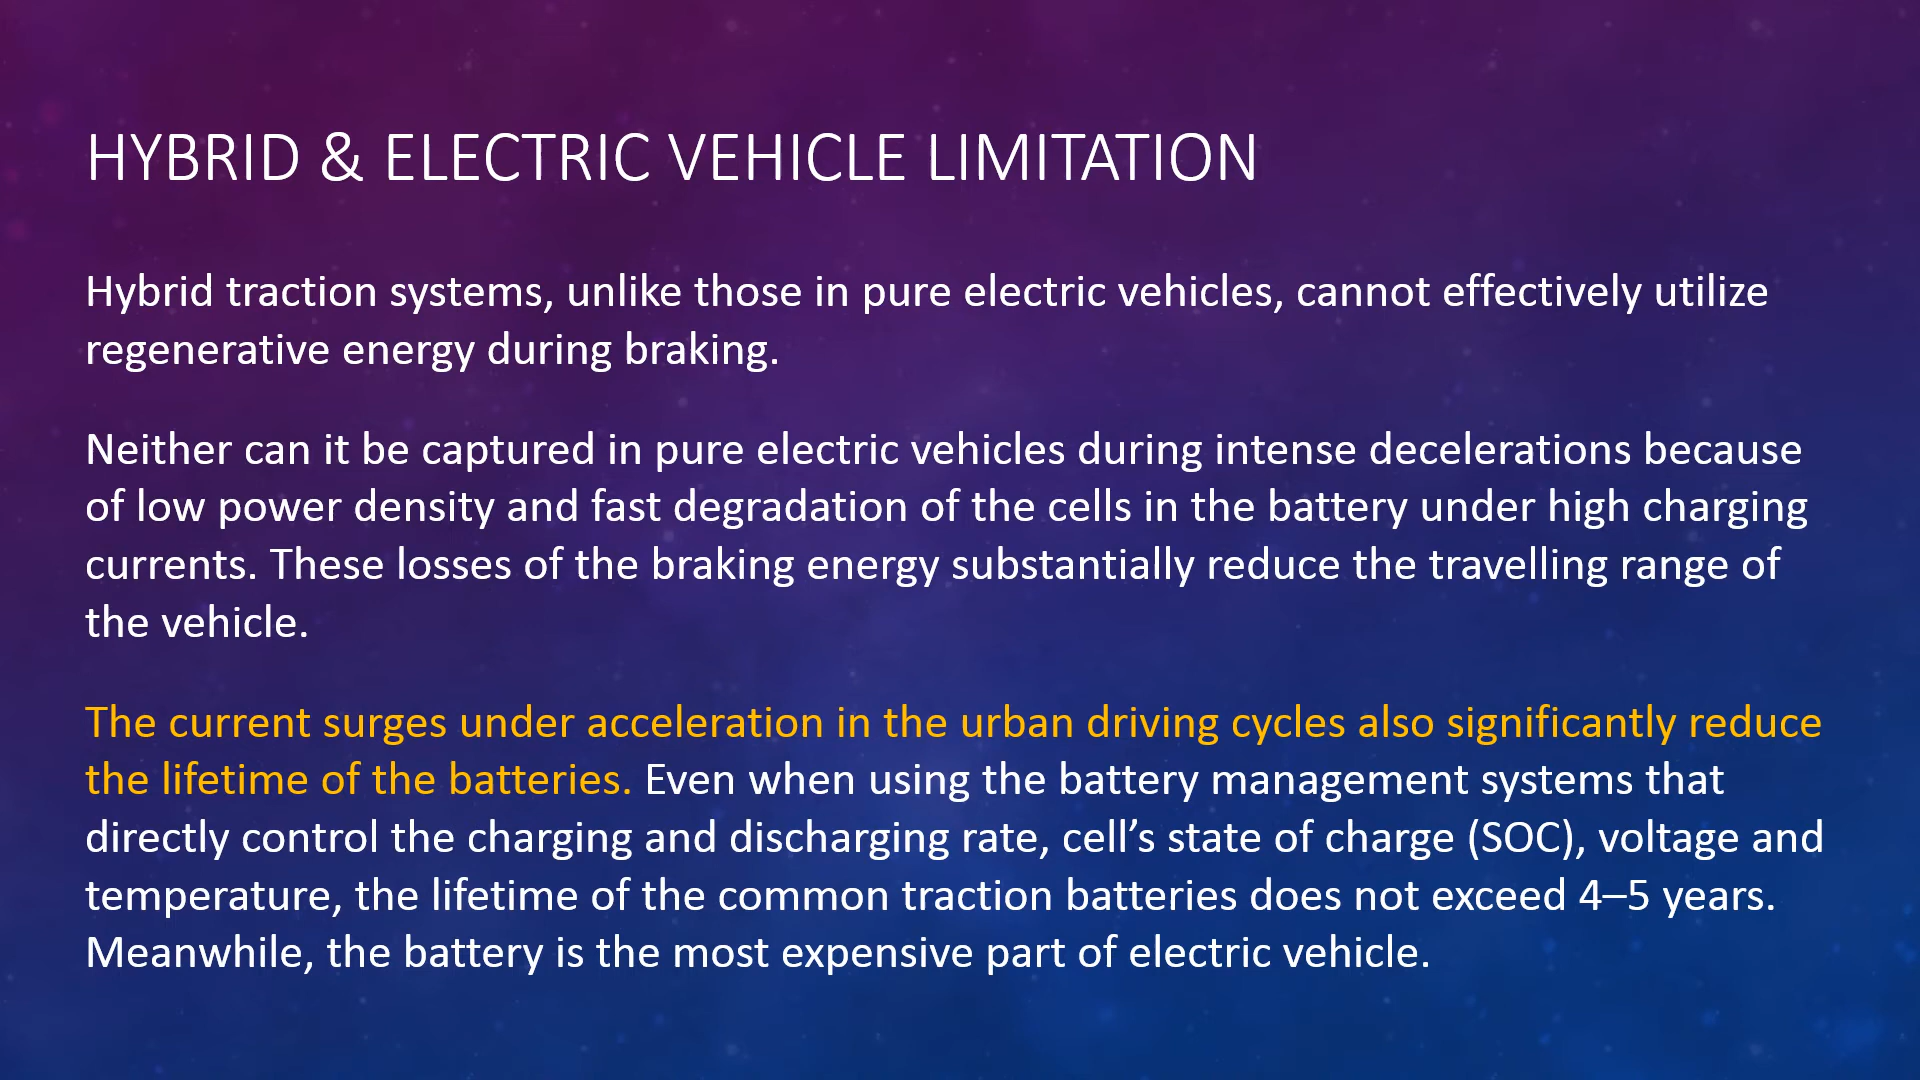 HYBRID & ELECTRIC VEHICLE LIMITATION
Hybrid traction systems, unlike those in pure electric vehicles, cannot effectively utilize
regenerative energy during braking.
Neither can it be captured in pure electric vehicles during intense decelerations because
of low power density and fast degradation of the cells in the battery under high charging
currents. These losses of the braking energy substantially reduce the travelling range of
the vehicle.
The current surges under acceleration in the urban driving cycles also significantly reduce
the lifetime of the batteries. Even when using the battery management systems that
directly control the charging and discharging rate, cell’s state of charge (SOC), voltage and
temperature, the lifetime of the common traction batteries does not exceed 4–5 years.
Meanwhile, the battery is the most expensive part of electric vehicle.